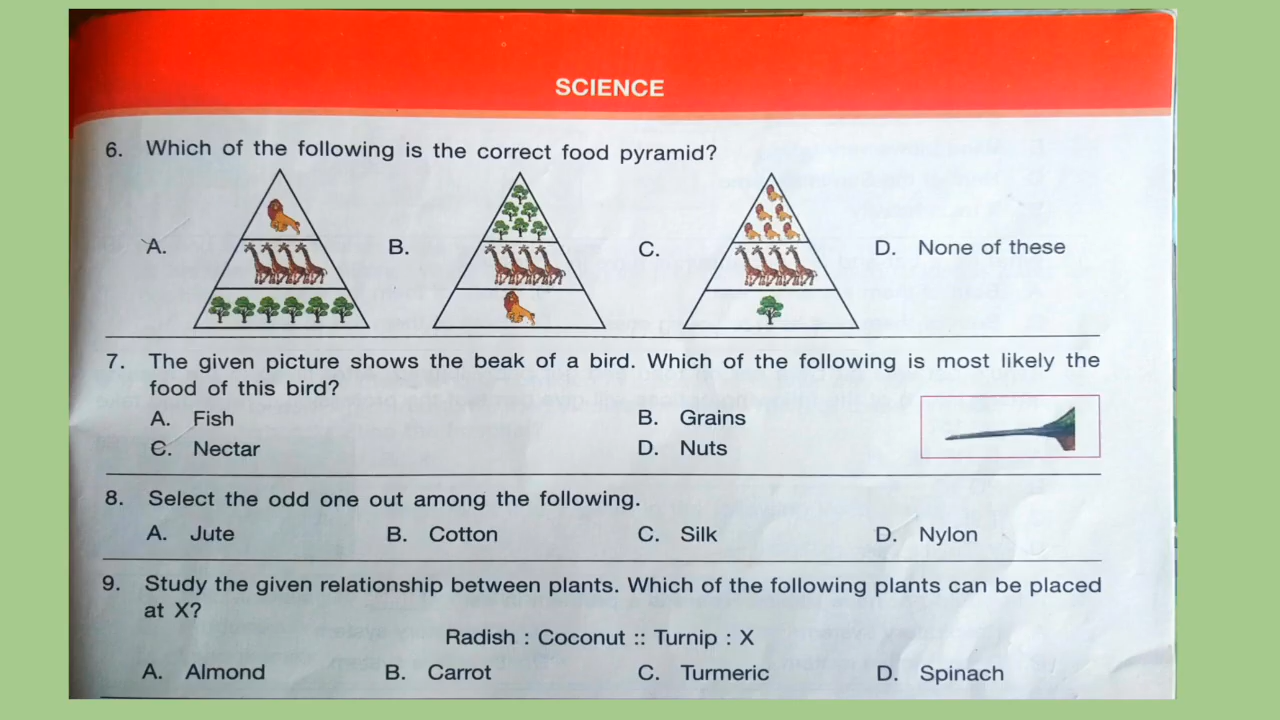 SCIENCE
6. Which of the following is the correct food pyramid?
A. B. C. D. None of these
7. The given picture shows the beak of a bird. Which of the following is most likely the
food of this bird?
A. Fish B. Grains
C. Nectar D. Nuts
8. Select the odd one out among the following.
A. Jute B. Cotton C. Silk D. Nylon
9. Study the given relationship between plants. Which of the following plants can be placed
at X?
Radish : Coconut :: Turnip : X
A. Almond B. Carrot C. Turmeric D. Spinach